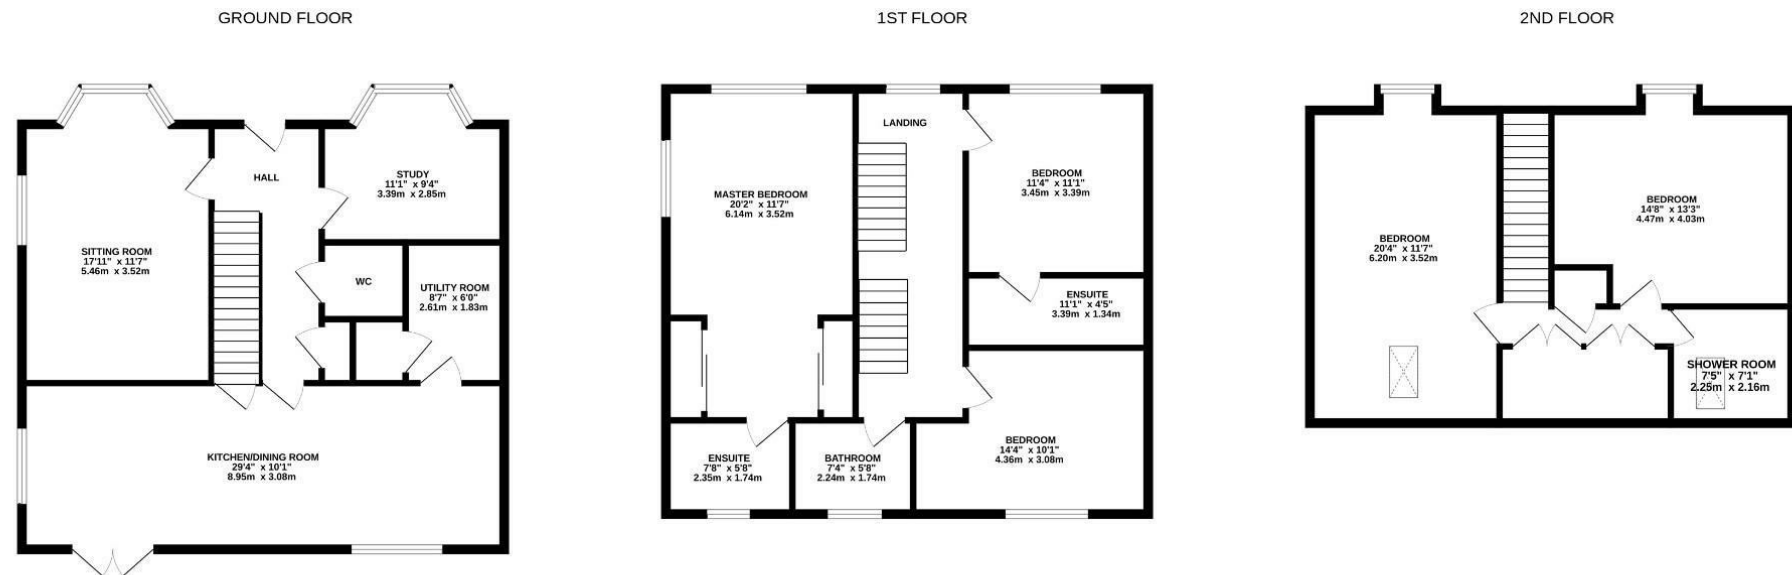 GROUND FLOOR
SITTING ROOM
17'11" x 11'7"
5.46m x 3.52m
HALL
STUDY
11'1" x 9'4"
3.39m x 2.85m
WC
UTILITY ROOM
8'7" x 6'0"
2.61m x 1.83m
KITCHEN/DINING ROOM
29'4" x 10'1"
8.95m x 3.08m
1ST FLOOR
LANDING
MASTER BEDROOM
20'2" x 11'7"
6.14m x 3.52m
BEDROOM
11'4" x 11'1"
3.45m x 3.39m
ENSUITE
11'1" x 4'5"
3.39m x 1.34m
ENSUITE
7'8" x 5'8"
2.35m x 1.74m
BATHROOM
7'4" x 5'8"
2.24m x 1.74m
BEDROOM
14'4" x 10'1"
4.36m x 3.08m
2ND FLOOR
BEDROOM
20'4" x 11'7"
6.20m x 3.52m
BEDROOM
14'8" x 13'3"
4.47m x 4.03m
SHOWER ROOM
7'5" x 7'1"
2.25m x 2.16m